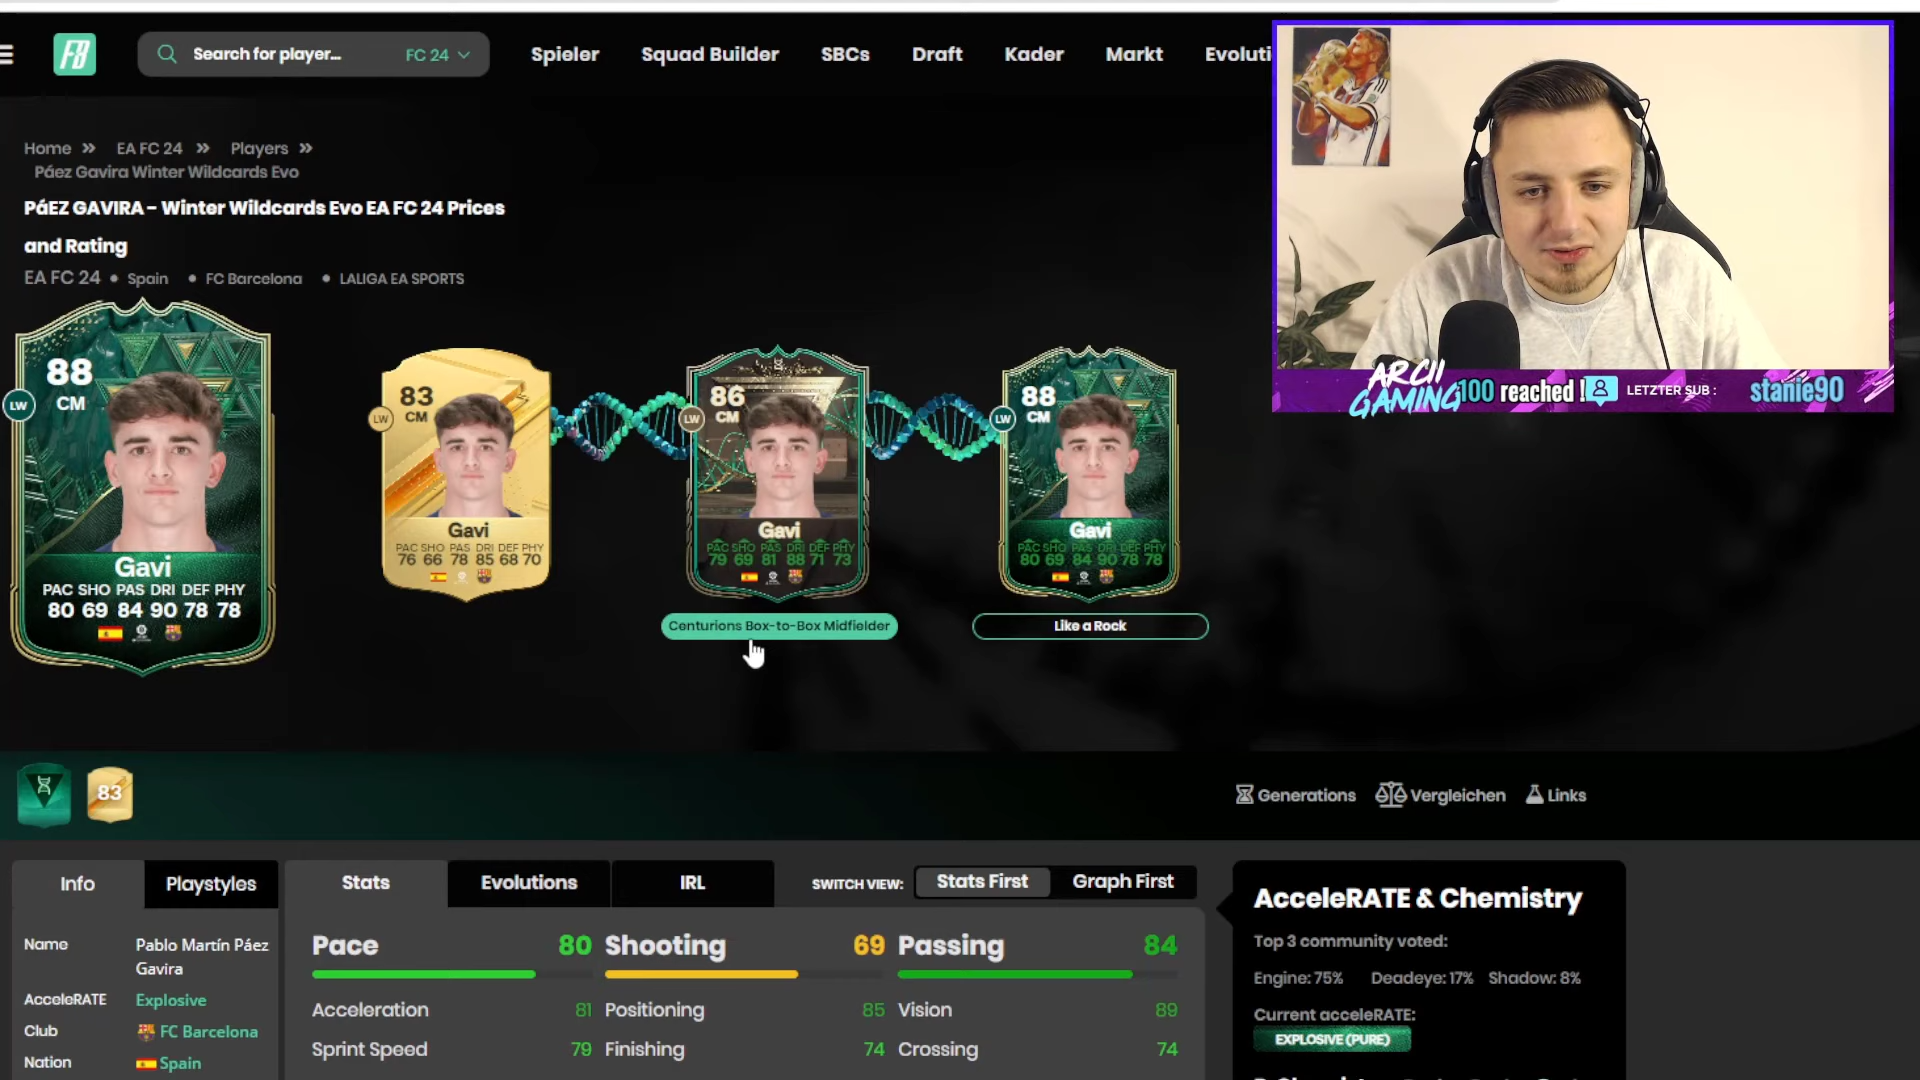 F8
Search for player...
FC 24
Spieler
Squad Builder
SBCs
Draft
Kader
Markt
Evoluti
Home » EA FC 24 » Players »
Páez Gavira Winter Wildcards Evo
PáEZ GAVIRA - Winter Wildcards Evo EA FC 24 Prices
and Rating
EA FC 24 • Spain • FC Barcelona • LALIGA EA SPORTS
88
CM
LW
Gavi
PAC SHO PAS DRI DEF PHY
80 69 84 90 78 78
83
CM
LW
Gavi
PAC SHO PAS DRI DEF PHY
76 66 78 85 68 70
86
CM
LW
Gavi
PAC SHO PAS DRI DEF PHY
79 69 81 88 71 73
Centurions Box-to-Box Midfielder
88
CM
LW
Gavi
PAC SHO PAS DRI DEF PHY
80 69 84 90 78 78
Like a Rock
ARCII
GAMING
100 reached !
LETZTER SUB :
stanie90
83
Generations
Vergleichen
Links
Info
Playstyles
Name
Pablo Martín Páez
Gavira
AcceleRATE
Explosive
Club
FC Barcelona
Nation
Spain
Stats
Evolutions
IRL
SWITCH VIEW:
Stats First
Graph First
Pace 80
Acceleration 81
Sprint Speed 79
Shooting 69
Positioning 85
Finishing 74
Passing 84
Vision 89
Crossing 74
AcceleRATE & Chemistry
Top 3 community voted:
Engine: 75% Deadeye: 17% Shadow: 8%
Current acceleRATE:
EXPLOSIVE (PURE)